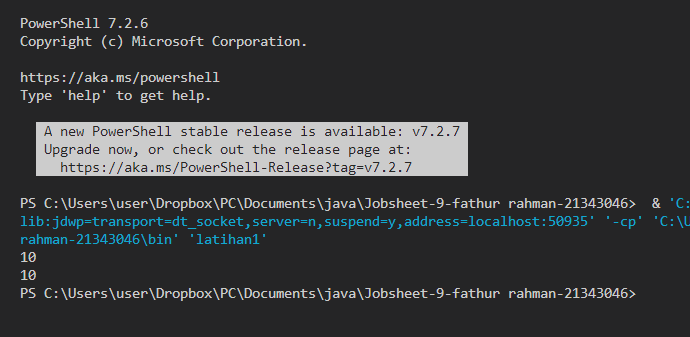 PowerShell 7.2.6
Copyright (c) Microsoft Corporation.
https://aka.ms/powershell
Type 'help' to get help.
A new PowerShell stable release is available: v7.2.7
Upgrade now, or check out the release page at:
https://aka.ms/PowerShell-Release?tag=v7.2.7
PS C:\Users\user\Dropbox\PC\Documents\java\Jobsheet-9-fathur rahman-21343046>  & 'C:
lib:jdwp=transport=dt_socket,server=n,suspend=y,address=localhost:50935' '-cp' 'C:\U
rahman-21343046\bin' 'latihan1'
10
10
PS C:\Users\user\Dropbox\PC\Documents\java\Jobsheet-9-fathur rahman-21343046>